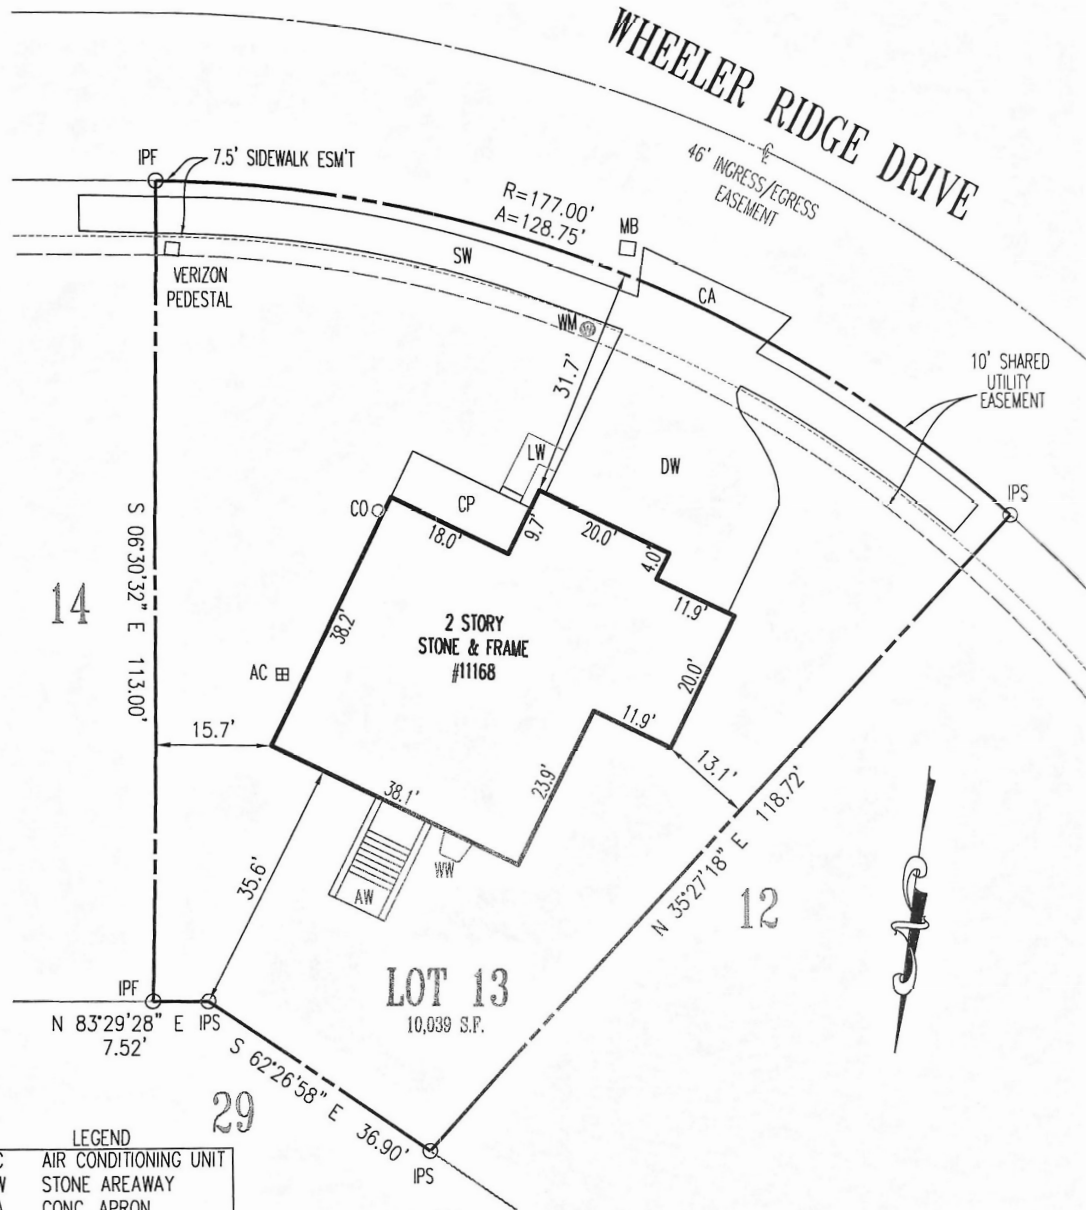 WHEELER RIDGE DRIVE
46' INGRESS/EGRESS
EASEMENT
IPF
7.5' SIDEWALK ESM'T
R=177.00'
A=128.75'
MB
SW
CA
VERIZON
PEDESTAL
WM
10' SHARED
UTILITY
EASEMENT
31.7'
LW
DW
IPS
CO
CP
18.0'
9.7'
20.0'
4.0'
11.9'
S 06°30'32" E 113.00'
14
38.2'
2 STORY
STONE & FRAME
#11168
AC
20.0'
15.7'
11.9'
13.1'
38.1'
23.9'
N 35°27'18" E 118.72'
35.6'
WW
AW
12
LOT 13
10,039 S.F.
IPF
IPS
N 83°29'28" E
7.52'
S 62°26'58" E 36.90'
29
IPS
LEGEND
C AIR CONDITIONING UNIT
W STONE AREAWAY
A CONC. APRON